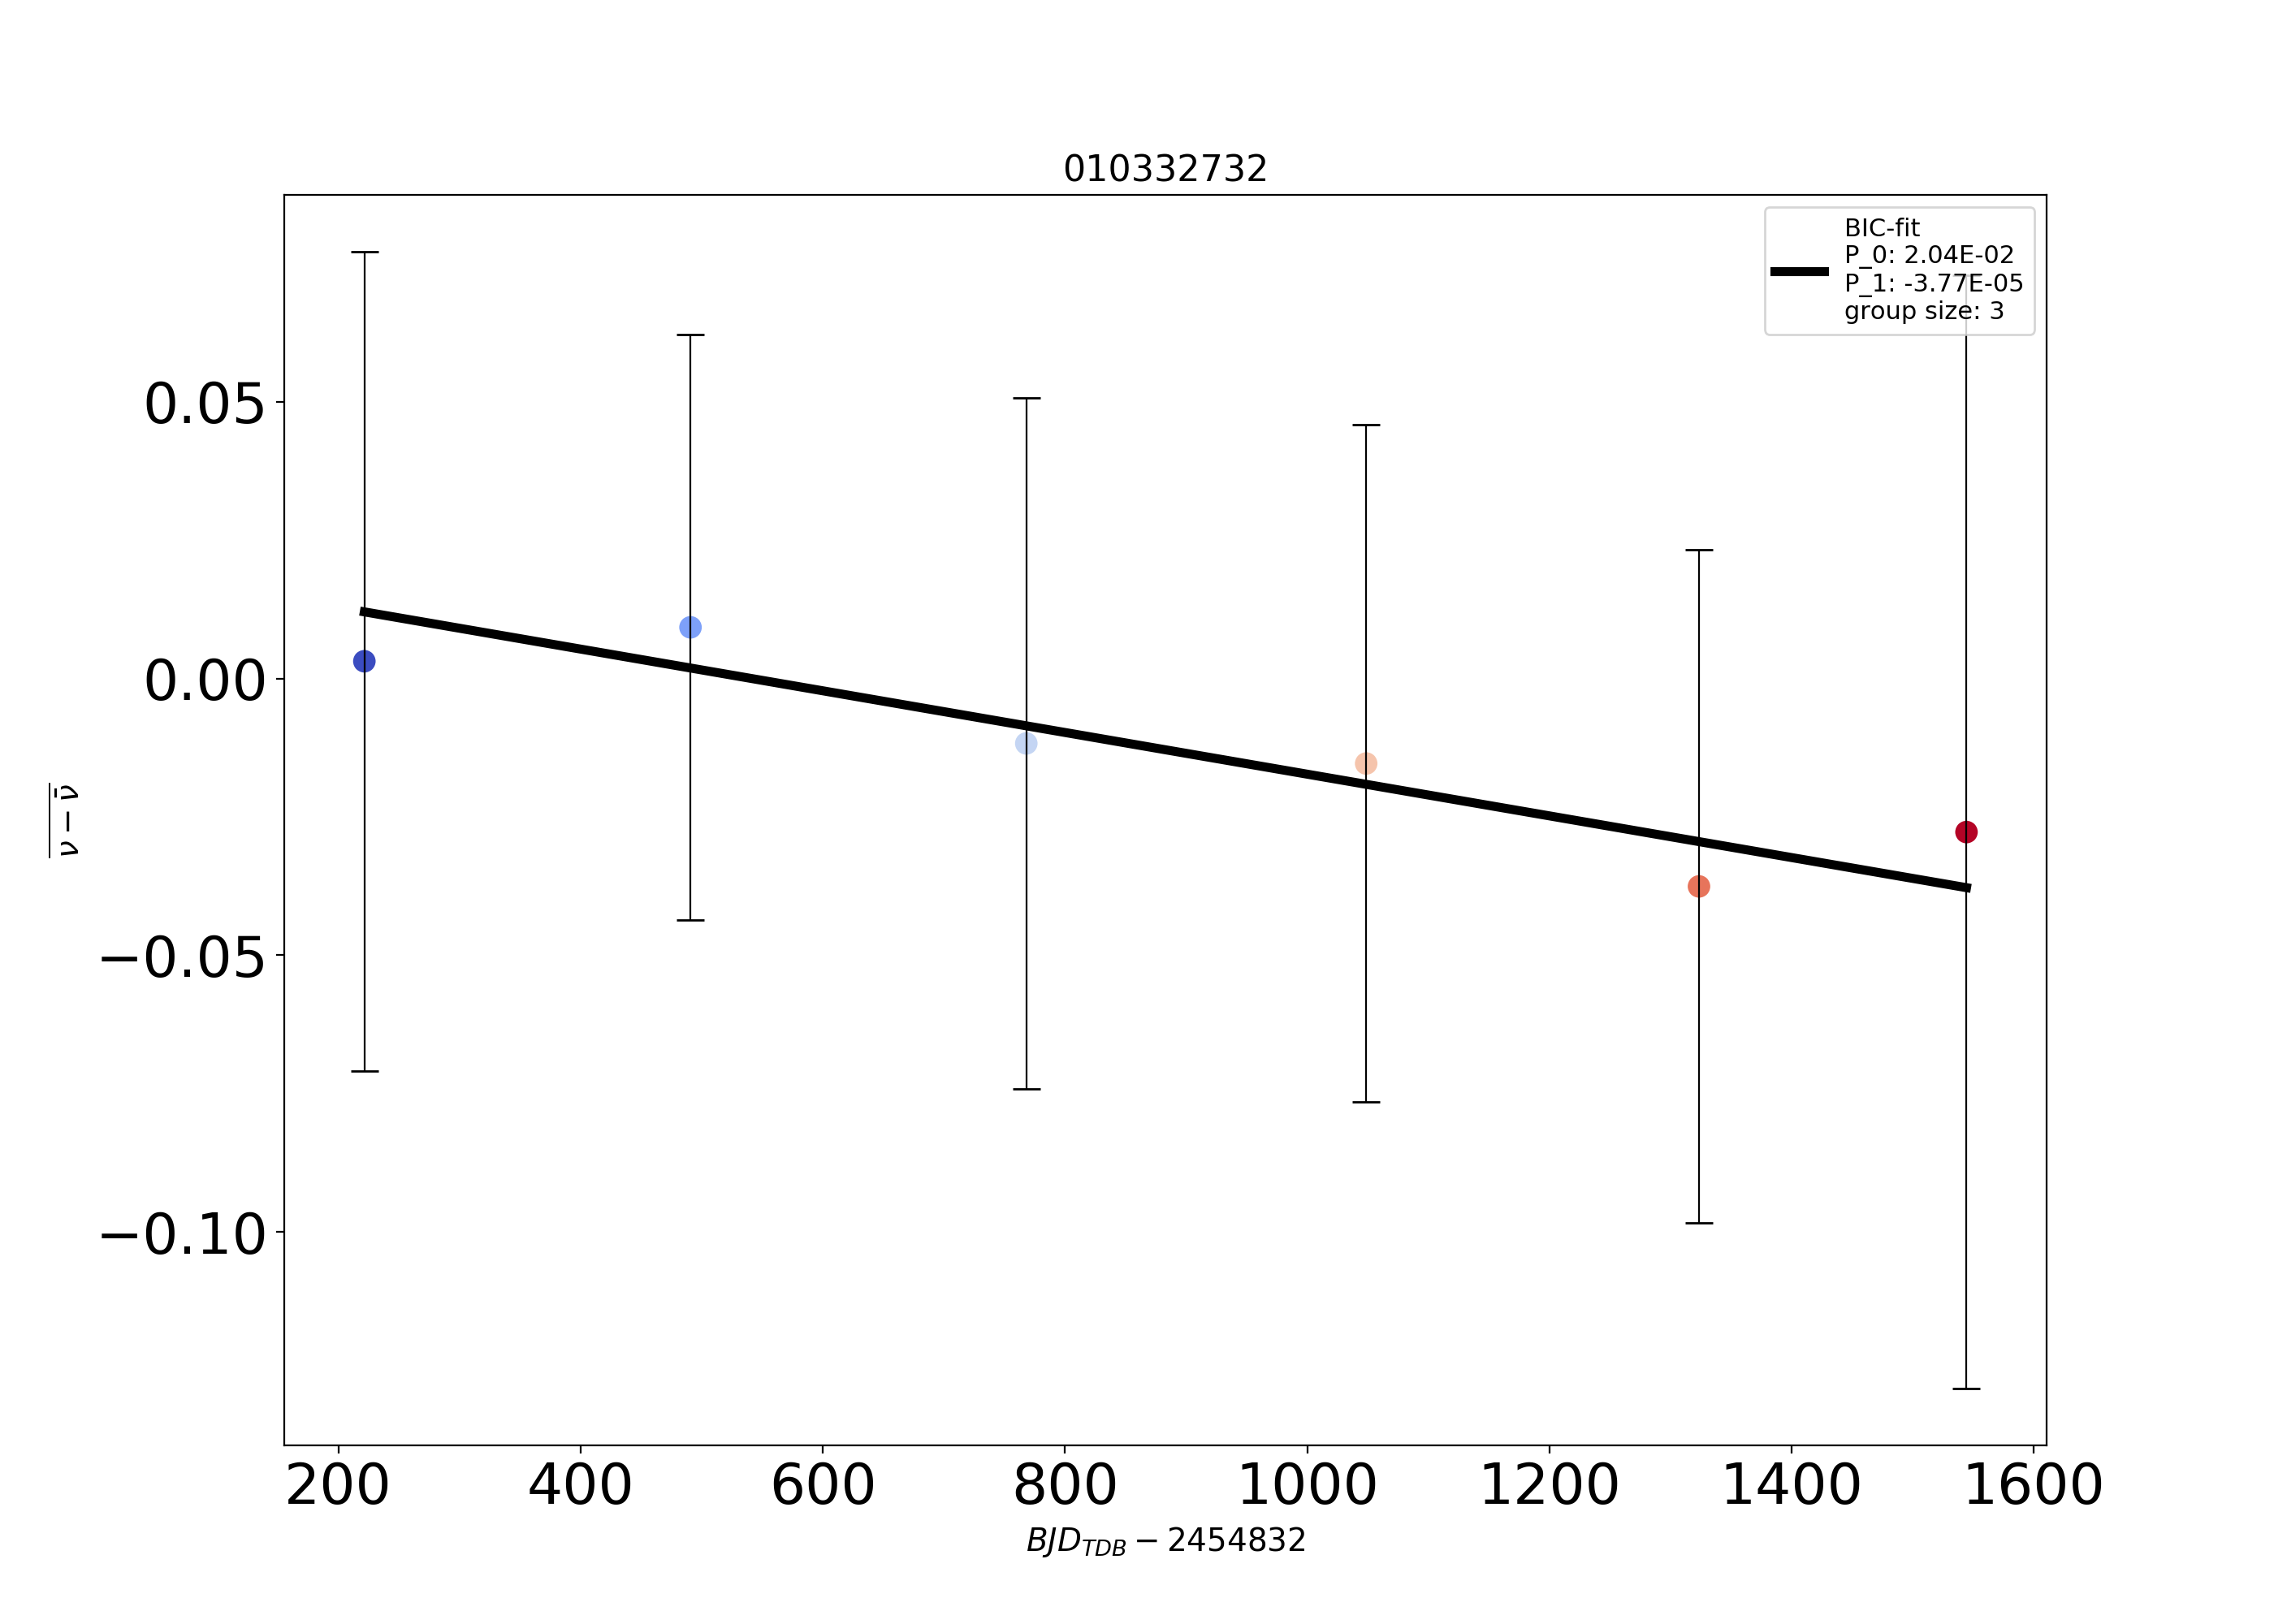 010332732
BIC-fit
P_0: 2.04E-02
P_1: -3.77E-05
group size: 3
0.05
0.00
−0.05
−0.10
ν − ν̄
200 400 600 800 1000 1200 1400 1600
BJD_TDB − 2454832